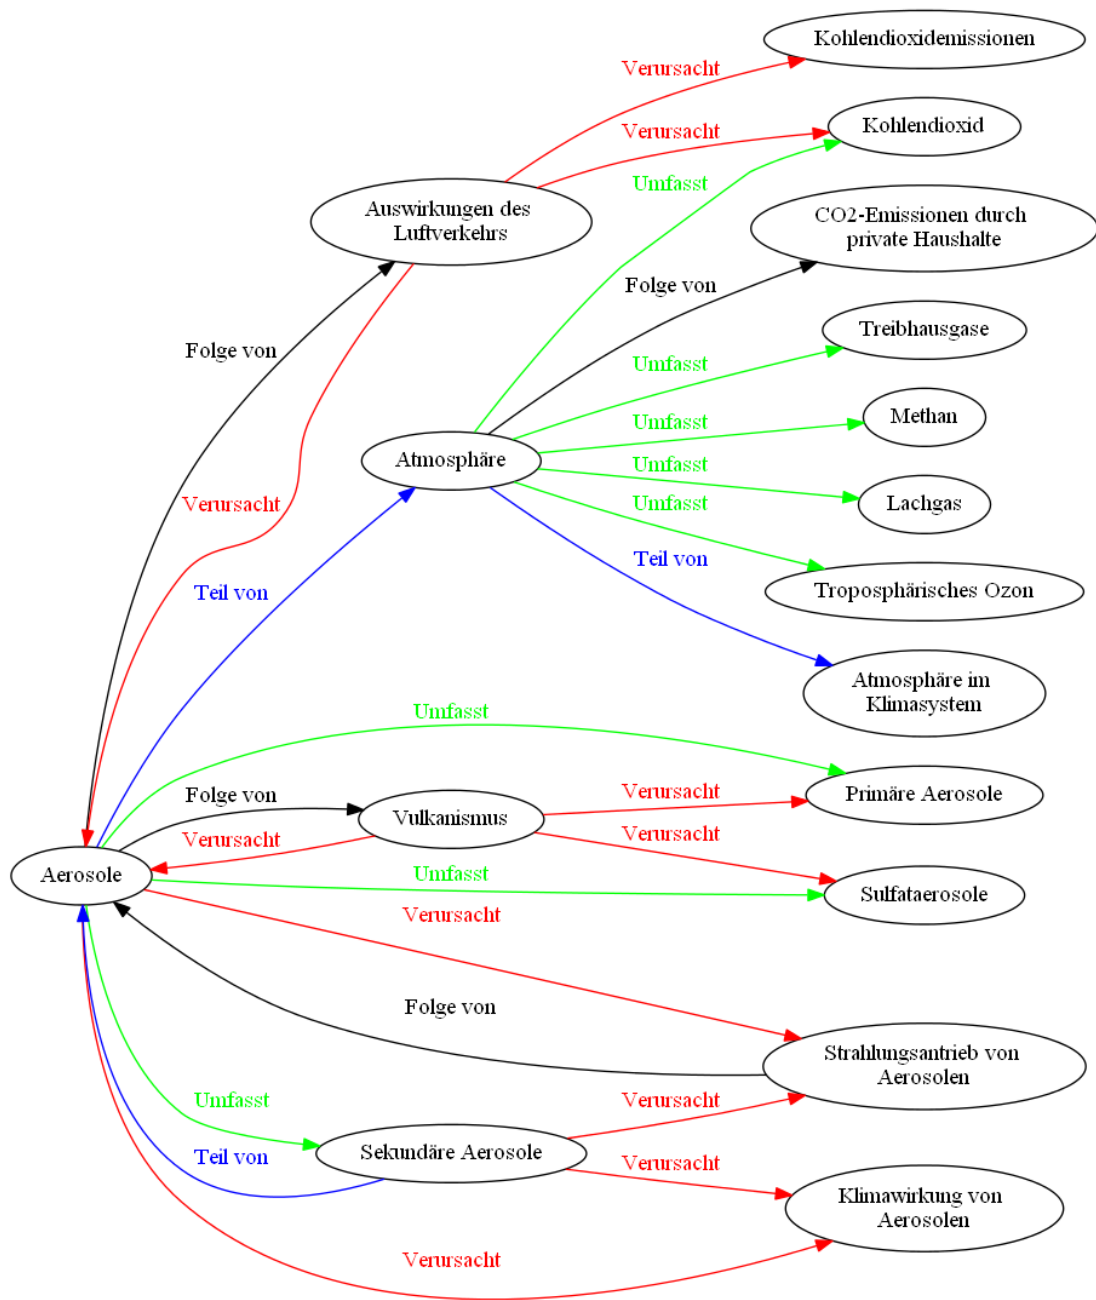 Kohlendioxidemissionen
Verursacht
Verursacht
Kohlendioxid
Umfasst
Auswirkungen des
Luftverkehrs
CO2-Emissionen durch
private Haushalte
Folge von
Folge von
Treibhausgase
Umfasst
Methan
Umfasst
Atmosphäre
Umfasst
Lachgas
Umfasst
Verursacht
Teil von
Teil von
Troposphärisches Ozon
Atmosphäre im
Klimasystem
Umfasst
Folge von
Verursacht
Primäre Aerosole
Vulkanismus
Verursacht
Verursacht
Aerosole
Umfasst
Sulfataerosole
Verursacht
Folge von
Strahlungsantrieb von
Aerosolen
Umfasst
Verursacht
Sekundäre Aerosole
Teil von
Verursacht
Klimawirkung von
Aerosolen
Verursacht